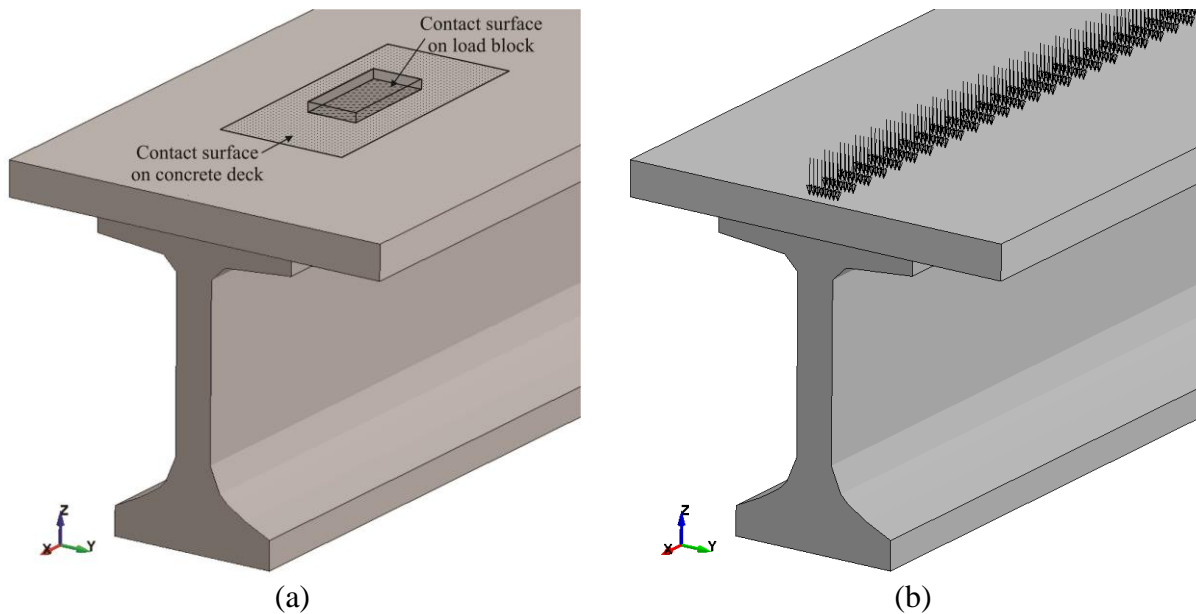 Contact surface
on load block
Contact surface
on concrete deck
Z
X
Y
Z
X
Y
(a)
(b)